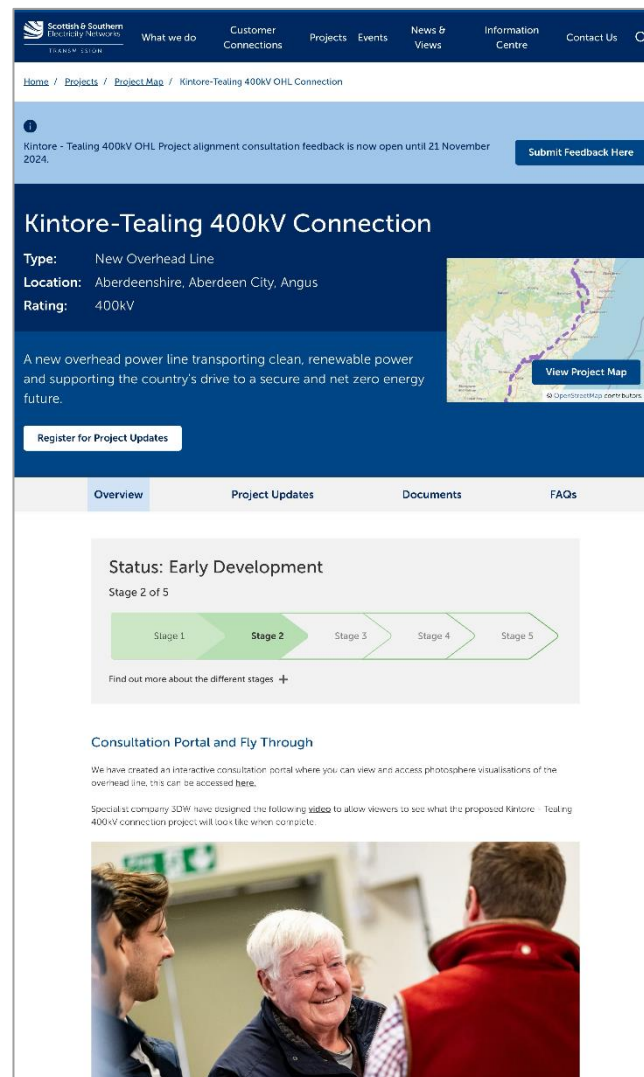 Scottish & Southern
Electricity Networks
TRANSMISSION
What we do
Customer
Connections
Projects
Events
News &
Views
Information
Centre
Contact Us
Home / Projects / Project Map / Kintore-Tealing 400kV OHL Connection
Kintore - Tealing 400kV OHL Project alignment consultation feedback is now open until 21 November
2024.
Submit Feedback Here
Kintore-Tealing 400kV Connection
Type: New Overhead Line
Location: Aberdeenshire, Aberdeen City, Angus
Rating: 400kV
View Project Map
© OpenStreetMap contributors
A new overhead power line transporting clean, renewable power
and supporting the country's drive to a secure and net zero energy
future.
Register for Project Updates
Overview
Project Updates
Documents
FAQs
Status: Early Development
Stage 2 of 5
Stage 1
Stage 2
Stage 3
Stage 4
Stage 5
Find out more about the different stages +
Consultation Portal and Fly Through
We have created an interactive consultation portal where you can view and access photosphere visualisations of the
overhead line, this can be accessed here.
Specialist company 3DW have designed the following video to allow viewers to see what the proposed Kintore - Tealing
400kV connection project will look like when complete.